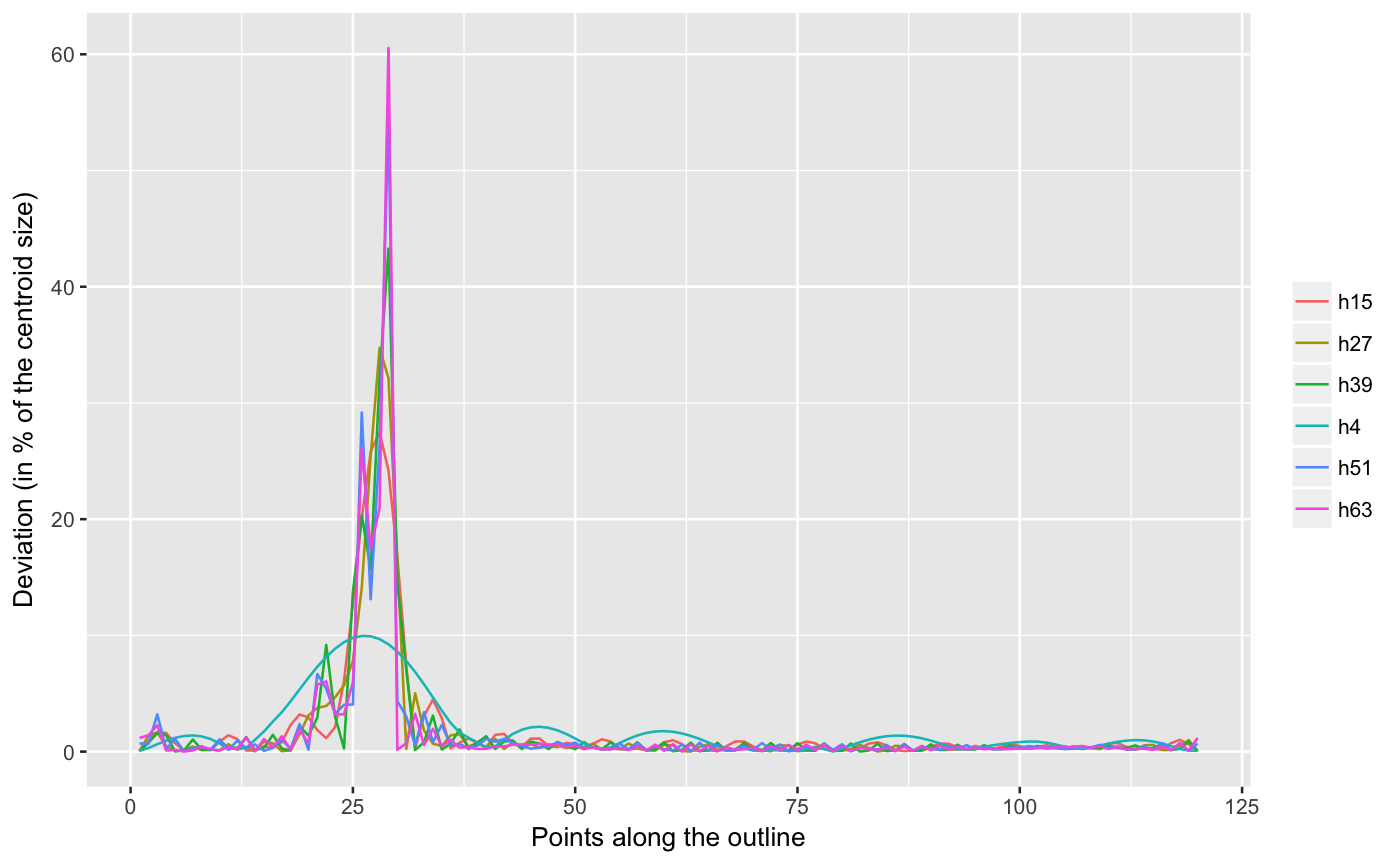 60
40
20
0
Deviation (in % of the centroid size)
0 25 50 75 100 125
Points along the outline
h15
h27
h39
h4
h51
h63